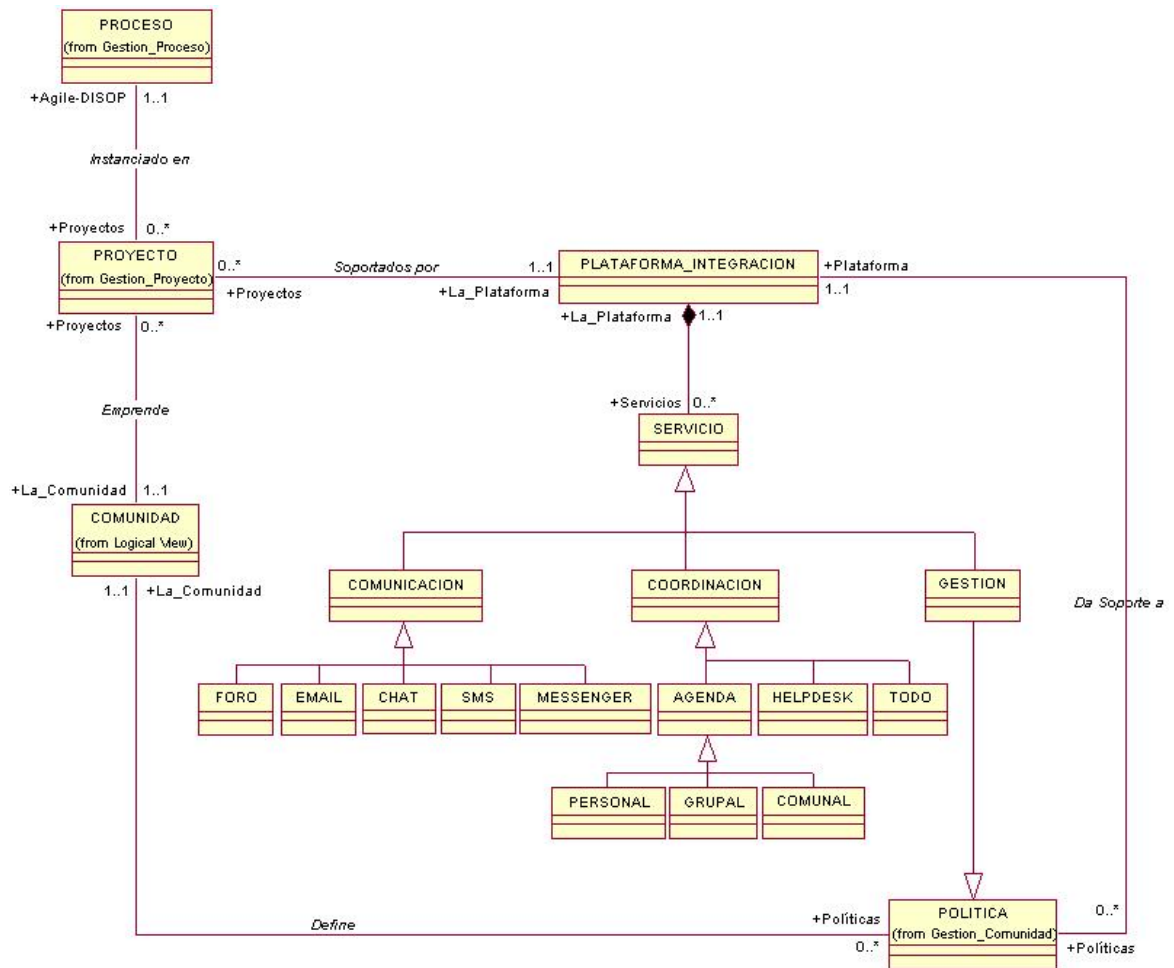 PROCESO
(from Gestion_Proceso)
+Agile-DISOP 1..1
Instanciado en
+Proyectos 0..*
PROYECTO
(from Gestion_Proyecto)
0..* Soportados por 1..1
+Proyectos +La_Plataforma
PLATAFORMA_INTEGRACION
+Plataforma
1..1
+La_Plataforma 1..1
+Proyectos 0..*
Emprende
+Servicios 0..*
SERVICIO
+La_Comunidad 1..1
COMUNIDAD
(from Logical View)
1..1 +La_Comunidad
COMUNICACION
COORDINACION
GESTION
Da Soporte a
FORO
EMAIL
CHAT
SMS
MESSENGER
AGENDA
HELPDESK
TODO
PERSONAL
GRUPAL
COMUNAL
Define
+Políticas
0..*
POLITICA
(from Gestion_Comunidad)
0..*
+Políticas